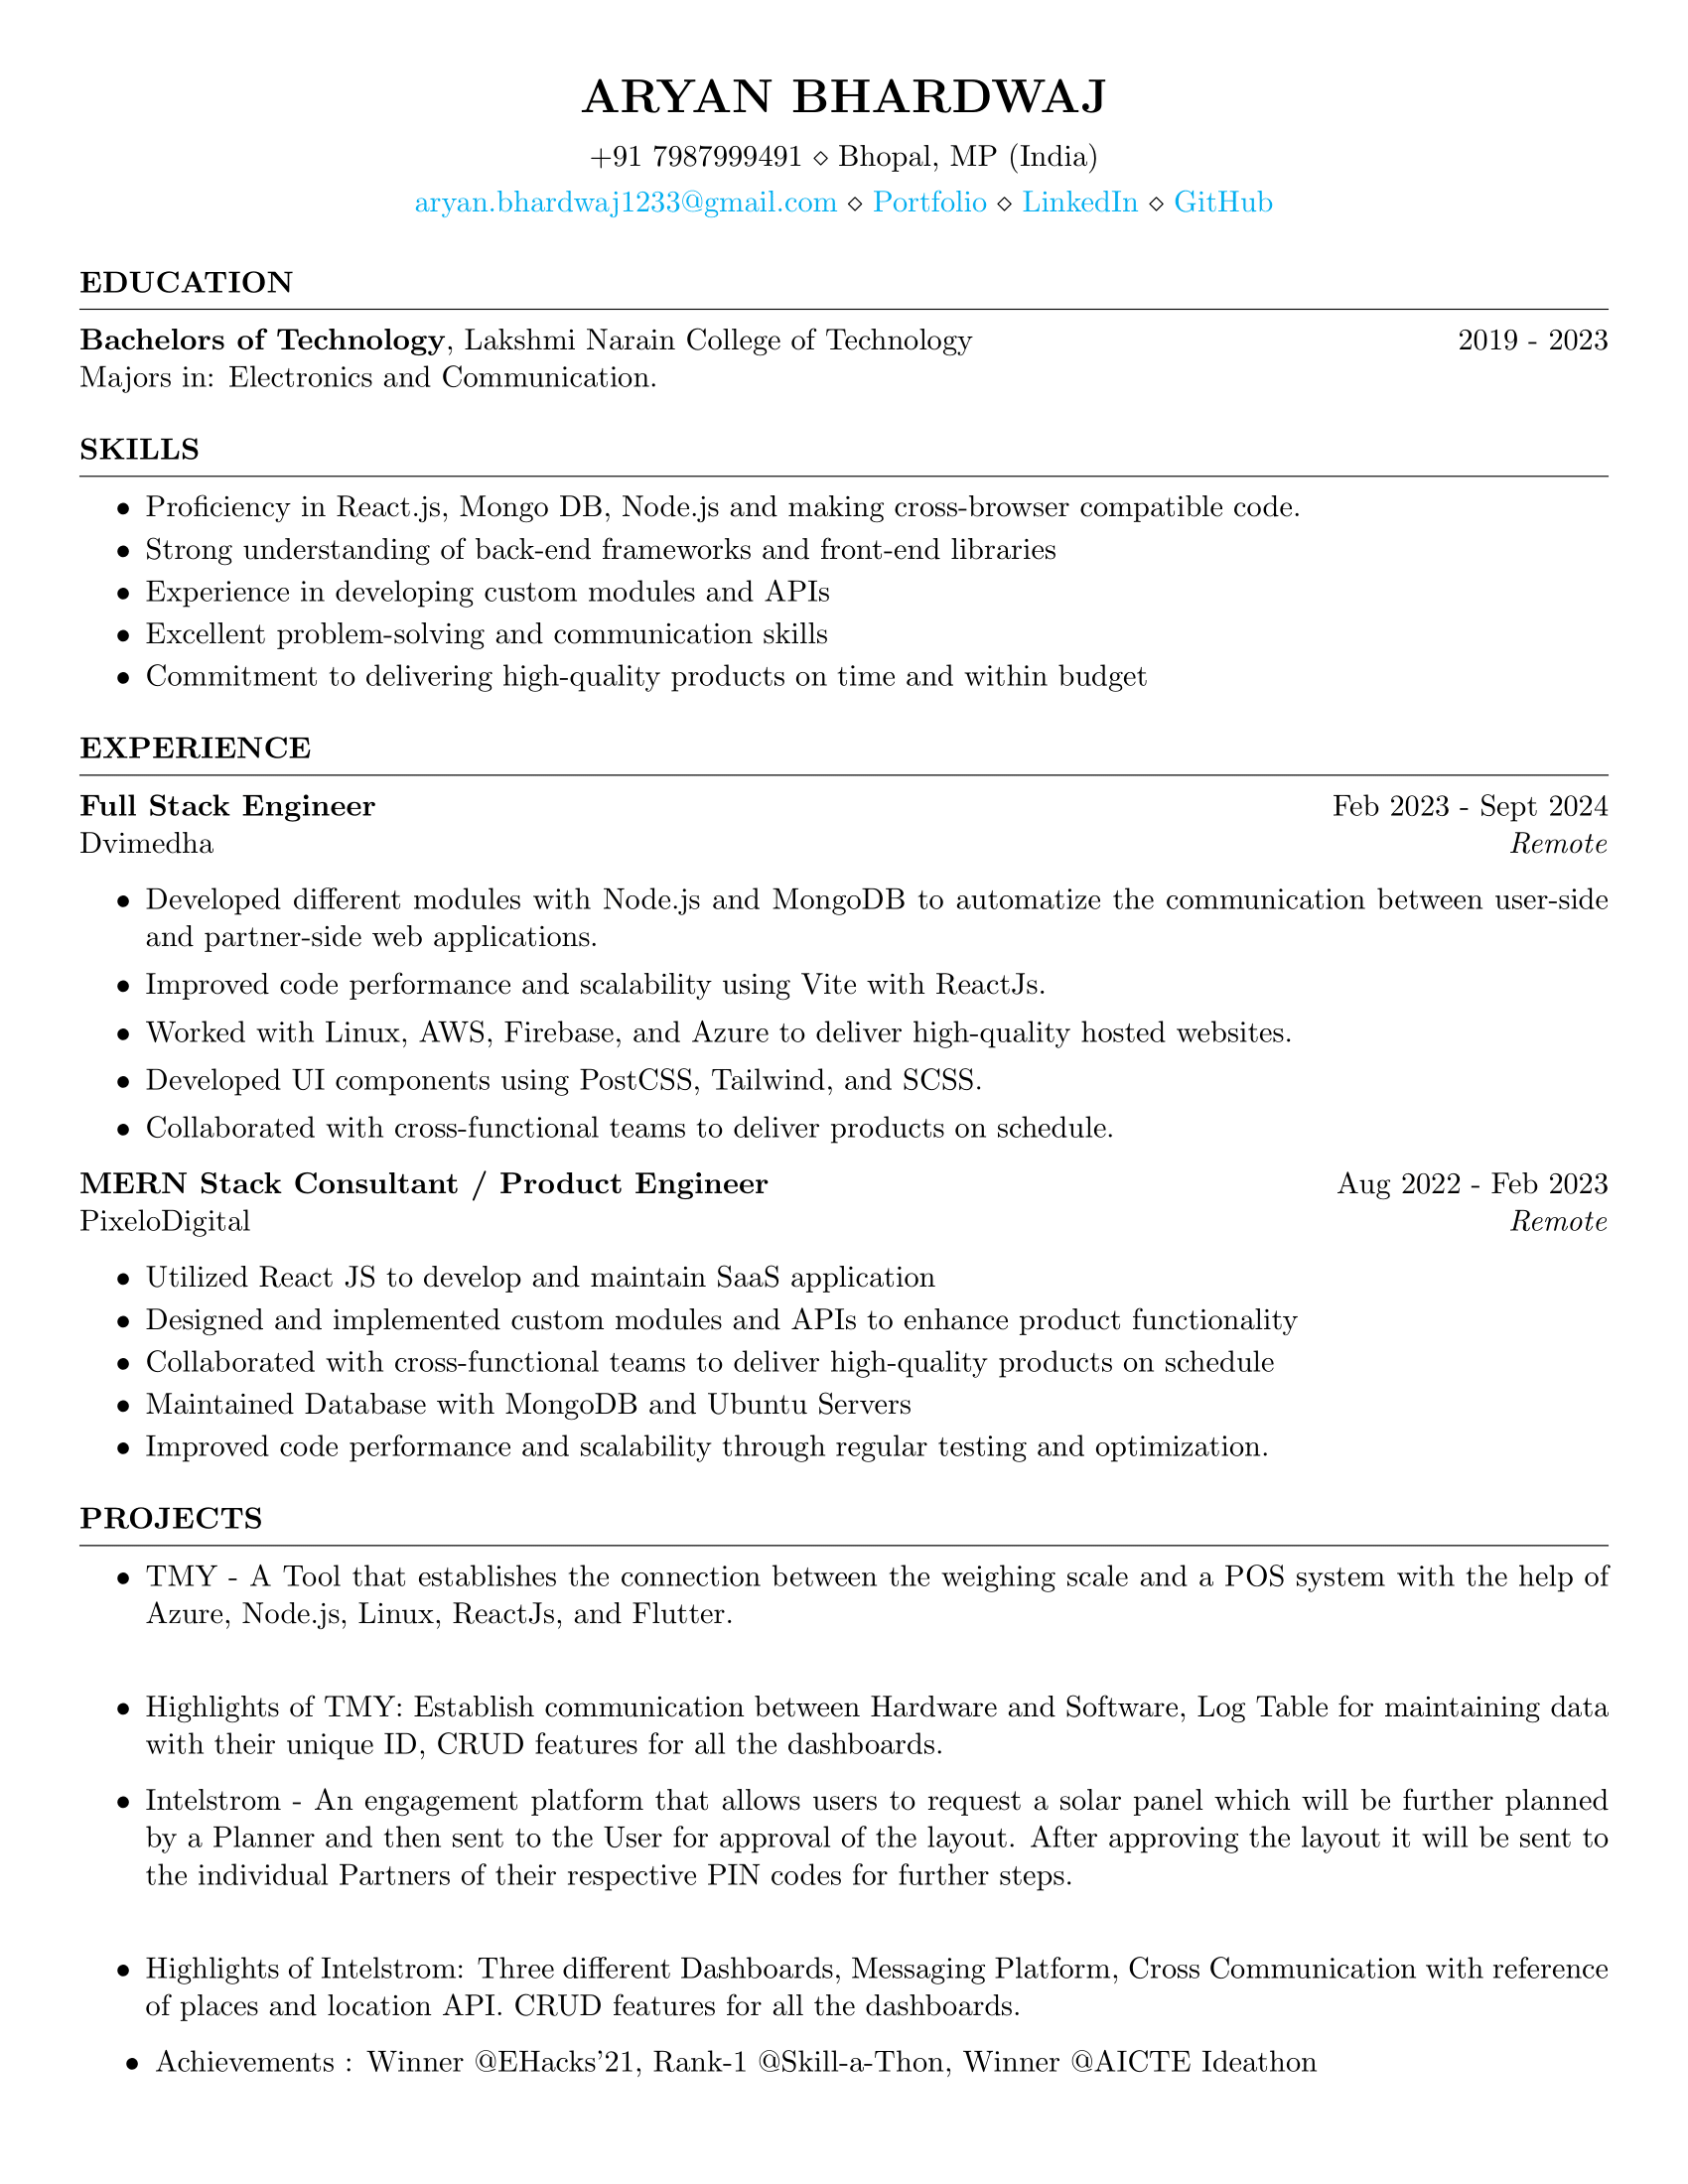 ARYAN BHARDWAJ
+91 7987999491 ⋄ Bhopal, MP (India)
aryan.bhardwaj1233@gmail.com ⋄ Portfolio ⋄ LinkedIn ⋄ GitHub
EDUCATION
Bachelors of Technology, Lakshmi Narain College of Technology 2019 - 2023
Majors in: Electronics and Communication.
SKILLS
• Proficiency in React.js, Mongo DB, Node.js and making cross-browser compatible code.
• Strong understanding of back-end frameworks and front-end libraries
• Experience in developing custom modules and APIs
• Excellent problem-solving and communication skills
• Commitment to delivering high-quality products on time and within budget
EXPERIENCE
Full Stack Engineer Feb 2023 - Sept 2024
Dvimedha Remote
• Developed different modules with Node.js and MongoDB to automatize the communication between user-side
and partner-side web applications.
• Improved code performance and scalability using Vite with ReactJs.
• Worked with Linux, AWS, Firebase, and Azure to deliver high-quality hosted websites.
• Developed UI components using PostCSS, Tailwind, and SCSS.
• Collaborated with cross-functional teams to deliver products on schedule.
MERN Stack Consultant / Product Engineer Aug 2022 - Feb 2023
PixeloDigital Remote
• Utilized React JS to develop and maintain SaaS application
• Designed and implemented custom modules and APIs to enhance product functionality
• Collaborated with cross-functional teams to deliver high-quality products on schedule
• Maintained Database with MongoDB and Ubuntu Servers
• Improved code performance and scalability through regular testing and optimization.
PROJECTS
• TMY - A Tool that establishes the connection between the weighing scale and a POS system with the help of
Azure, Node.js, Linux, ReactJs, and Flutter.
• Highlights of TMY: Establish communication between Hardware and Software, Log Table for maintaining data
with their unique ID, CRUD features for all the dashboards.
• Intelstrom - An engagement platform that allows users to request a solar panel which will be further planned
by a Planner and then sent to the User for approval of the layout. After approving the layout it will be sent to
the individual Partners of their respective PIN codes for further steps.
• Highlights of Intelstrom: Three different Dashboards, Messaging Platform, Cross Communication with reference
of places and location API. CRUD features for all the dashboards.
• Achievements : Winner @EHacks'21, Rank-1 @Skill-a-Thon, Winner @AICTE Ideathon